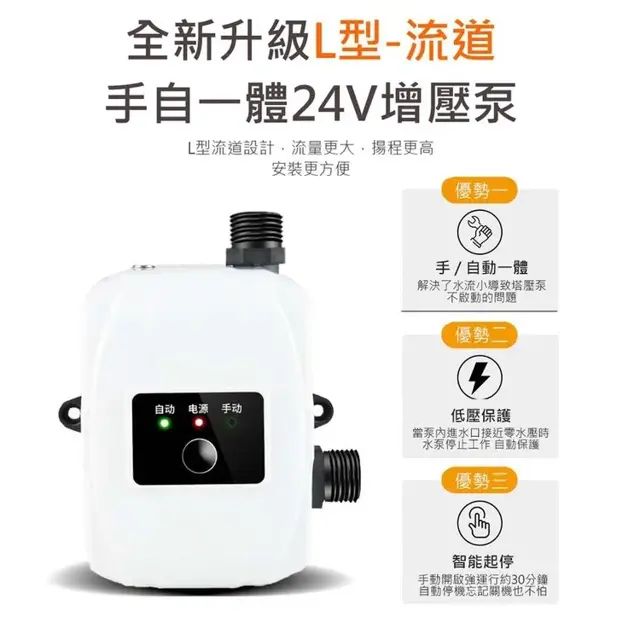 全新升級L型-流道
手自一體24V增壓泵
L型流道設計．流量更大．揚程更高
安裝更方便
优勢一
手/自動一體
解決了水流小導致塔壓泵
不啟動的問題
自动 电源 手动
優勢二
低壓保護
當泵內進水口接近零水壓時
水泵停止工作 自動保護
優勢三
智能起停
手動開啟強運行約30分鐘
自動停機忘記關機也不怕